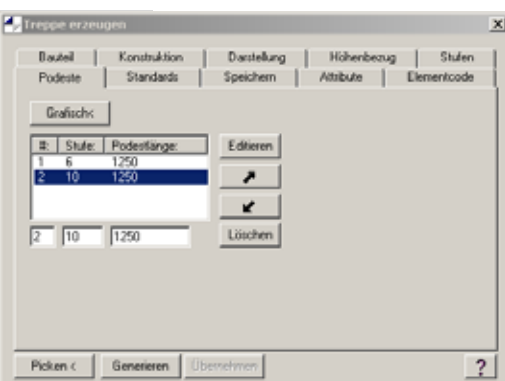 Treppe erzeugen
Bauteil Konstruktion Darstellung Höhenbezug Stufen
Podeste Standards Speichern Attribute Elementcode
Grafisch<
#: Stufe: Podestlänge:
1 6 1250
2 10 1250
Editieren
2 10 1250
Löschen
Picken < Generieren Übernehmen ?